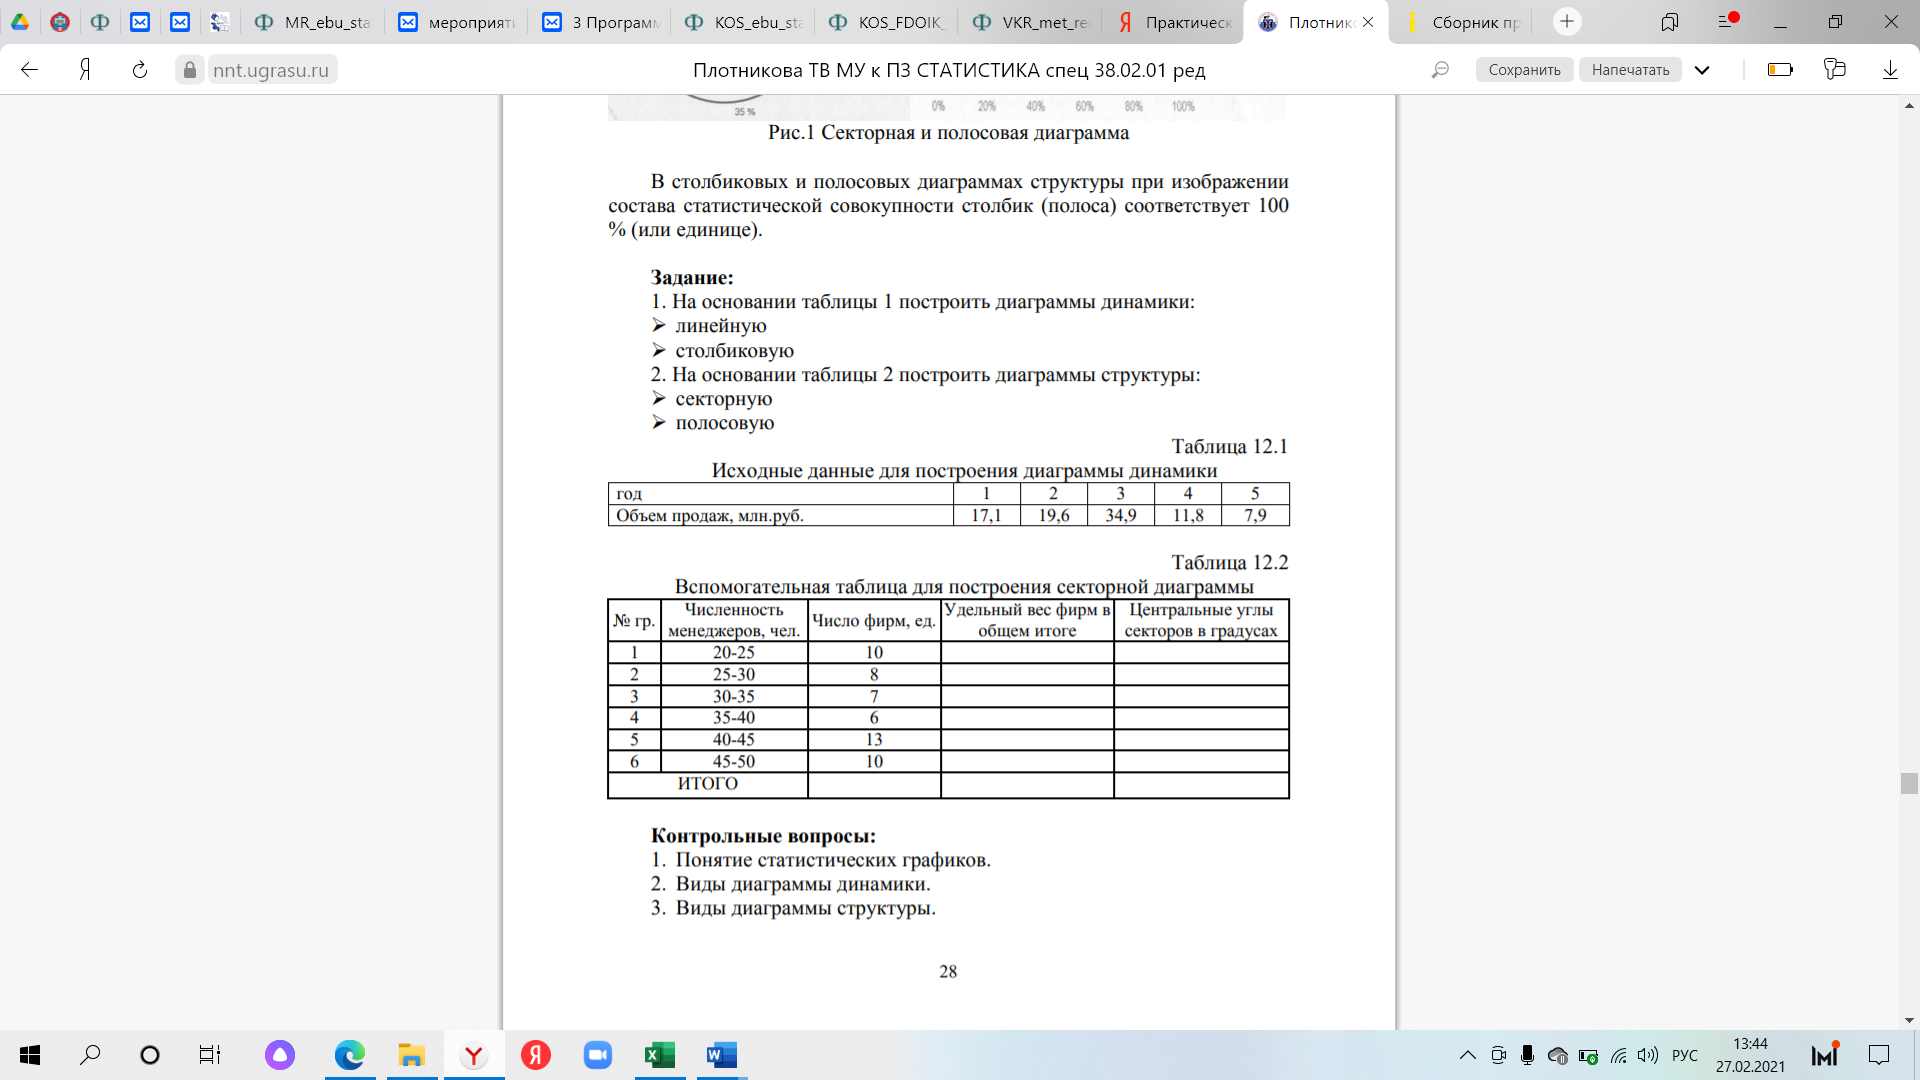 MR_ebu_sta
мероприяти
3 Программ
KOS_ebu_sta
KOS_FDOIK_
VKR_met_rec
Практическ
Плотнико
Сборник пр
nnt.ugrasu.ru
Плотникова ТВ МУ к ПЗ СТАТИСТИКА спец 38.02.01 ред
Сохранить
Напечатать
35 %
0% 20% 40% 60% 80% 100%
Рис.1 Секторная и полосовая диаграмма
В столбиковых и полосовых диаграммах структуры при изображении
состава статистической совокупности столбик (полоса) соответствует 100
% (или единице).
Задание:
1. На основании таблицы 1 построить диаграммы динамики:
➢ линейную
➢ столбиковую
2. На основании таблицы 2 построить диаграммы структуры:
➢ секторную
➢ полосовую
Таблица 12.1
Исходные данные для построения диаграммы динамики
год 1 2 3 4 5
Объем продаж, млн.руб. 17,1 19,6 34,9 11,8 7,9
Таблица 12.2
Вспомогательная таблица для построения секторной диаграммы
№ гр. Численность менеджеров, чел. Число фирм, ед. Удельный вес фирм в общем итоге Центральные углы секторов в градусах
1 20-25 10
2 25-30 8
3 30-35 7
4 35-40 6
5 40-45 13
6 45-50 10
ИТОГО
Контрольные вопросы:
1. Понятие статистических графиков.
2. Виды диаграммы динамики.
3. Виды диаграммы структуры.
28
РУС
13:44
27.02.2021